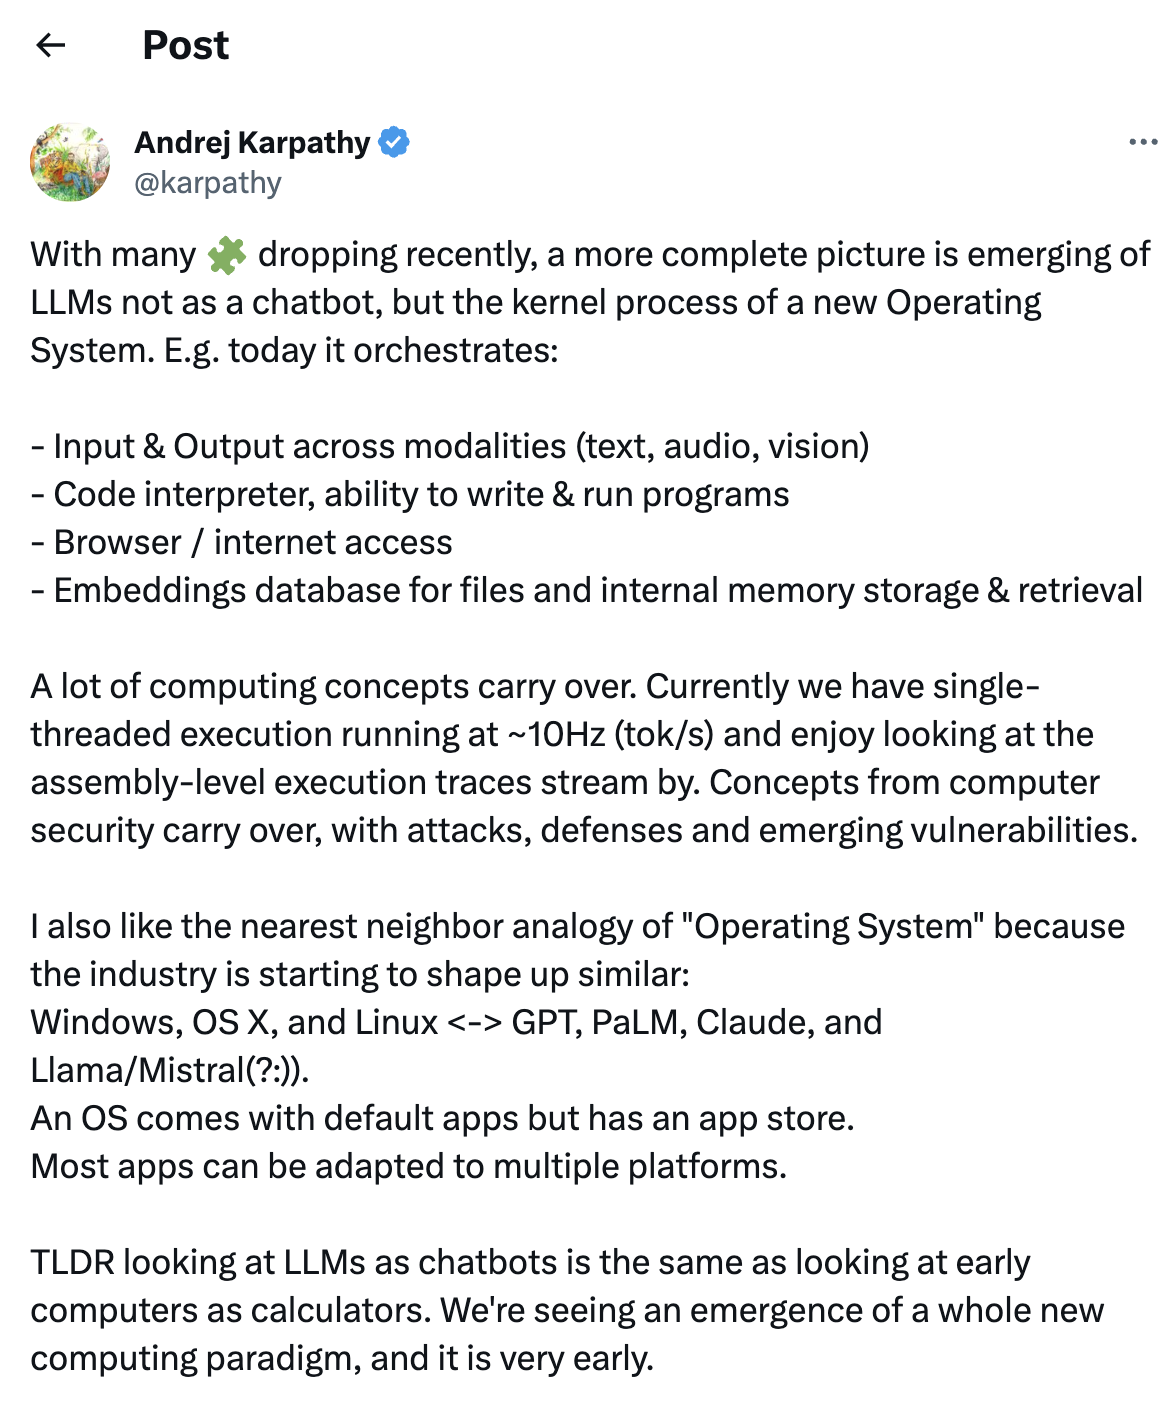 Post
Andrej Karpathy
@karpathy
With many 🧩 dropping recently, a more complete picture is emerging of
LLMs not as a chatbot, but the kernel process of a new Operating
System. E.g. today it orchestrates:
- Input & Output across modalities (text, audio, vision)
- Code interpreter, ability to write & run programs
- Browser / internet access
- Embeddings database for files and internal memory storage & retrieval
A lot of computing concepts carry over. Currently we have single-
threaded execution running at ~10Hz (tok/s) and enjoy looking at the
assembly-level execution traces stream by. Concepts from computer
security carry over, with attacks, defenses and emerging vulnerabilities.
I also like the nearest neighbor analogy of "Operating System" because
the industry is starting to shape up similar:
Windows, OS X, and Linux <-> GPT, PaLM, Claude, and
Llama/Mistral(?:)).
An OS comes with default apps but has an app store.
Most apps can be adapted to multiple platforms.
TLDR looking at LLMs as chatbots is the same as looking at early
computers as calculators. We're seeing an emergence of a whole new
computing paradigm, and it is very early.